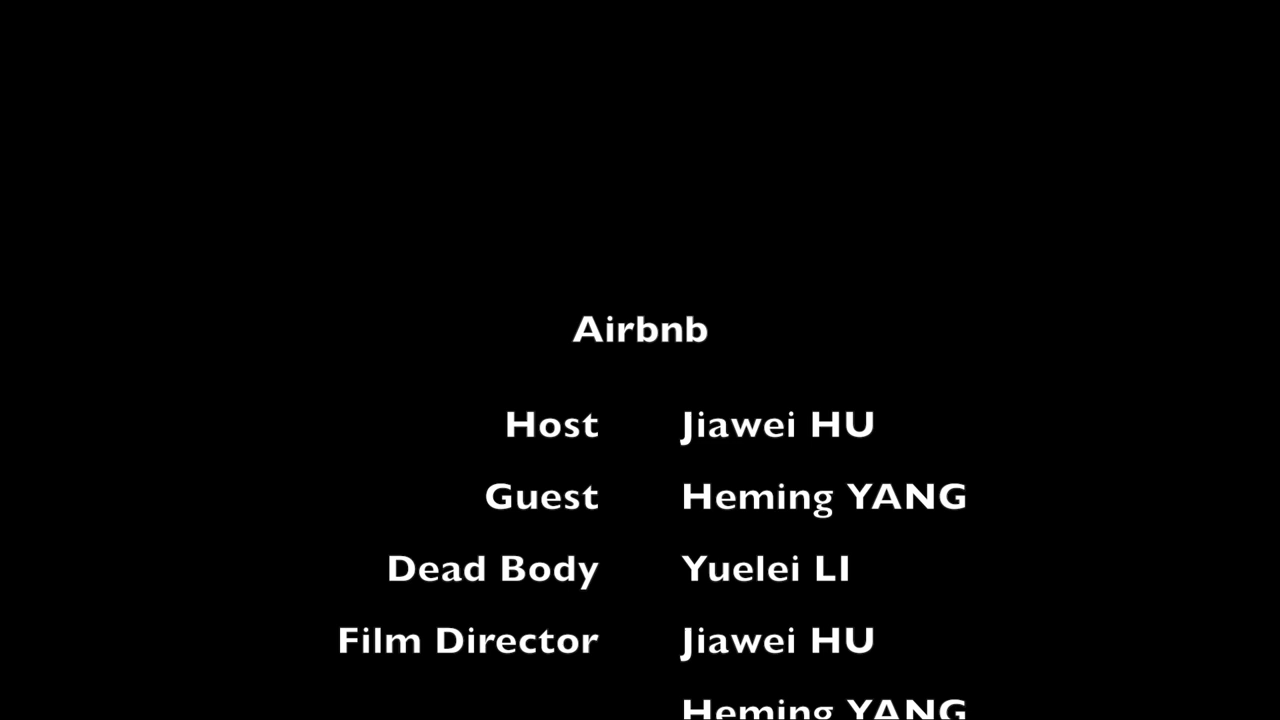 Airbnb
Host Jiawei HU
Guest Heming YANG
Dead Body Yuelei LI
Film Director Jiawei HU
Heming YANG